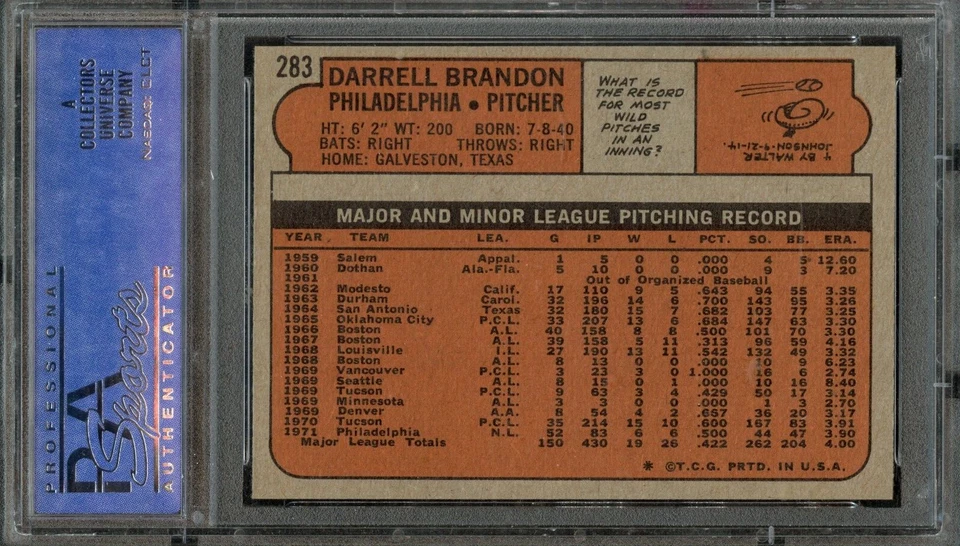 A
COLLECTORS
UNIVERSE
COMPANY
NASDAQ: CLCT
PROFESSIONAL
PSA
Sports
AUTHENTICATOR
283
DARRELL BRANDON
PHILADELPHIA • PITCHER
HT: 6' 2" WT: 200 BORN: 7-8-40
BATS: RIGHT THROWS: RIGHT
HOME: GALVESTON, TEXAS
WHAT IS
THE RECORD
FOR MOST
WILD
PITCHES
IN AN
INNING?
4 BY WALTER
JOHNSON-9-21-14.
MAJOR AND MINOR LEAGUE PITCHING RECORD
YEAR TEAM LEA. G IP W L PCT. SO. BB. ERA.
1959 Salem Appal. 1 5 0 0 .000 4 5 12.60
1960 Dothan Ala.-Fla. 5 10 0 0 .000 9 3 7.20
1961 Out of Organized Baseball
1962 Modesto Calif. 17 110 9 5 .643 94 55 3.35
1963 Durham Carol. 32 196 14 6 .700 143 95 3.26
1964 San Antonio Texas 32 180 15 7 .682 103 77 3.25
1965 Oklahoma City P.C.L. 33 207 13 6 .684 147 63 3.30
1966 Boston A.L. 40 158 8 8 .500 101 70 3.30
1967 Boston A.L. 39 158 5 11 .313 96 59 4.16
1968 Louisville I.L. 27 190 13 11 .542 132 49 3.32
1968 Boston A.L. 8 13 0 0 .000 10 9 6.23
1969 Vancouver P.C.L. 3 23 3 0 1.000 16 6 2.74
1969 Seattle A.L. 8 15 0 1 .000 10 16 8.40
1969 Tucson P.C.L. 9 63 3 4 .429 50 17 3.14
1969 Minnesota A.L. 3 3 0 0 .000 1 3 2.70
1969 Denver A.A. 8 54 4 2 .667 36 20 3.17
1970 Tucson P.C.L. 35 214 15 10 .600 167 83 3.91
1971 Philadelphia N.L. 52 83 6 6 .500 44 47 3.90
Major League Totals 150 430 19 26 .422 262 204 4.00
* ©T.C.G. PRTD. IN U.S.A.